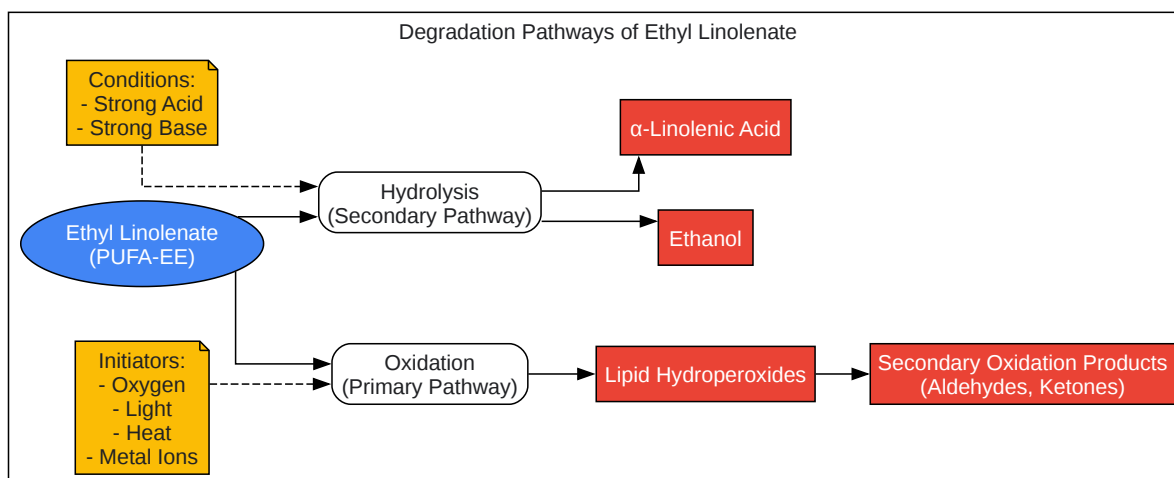 Degradation Pathways of Ethyl Linolenate
Conditions:
- Strong Acid
- Strong Base
α-Linolenic Acid
Hydrolysis
(Secondary Pathway)
Ethyl Linolenate
(PUFA-EE)
Ethanol
Initiators:
- Oxygen
- Light
- Heat
- Metal Ions
Oxidation
(Primary Pathway)
Lipid Hydroperoxides
Secondary Oxidation Products
(Aldehydes, Ketones)